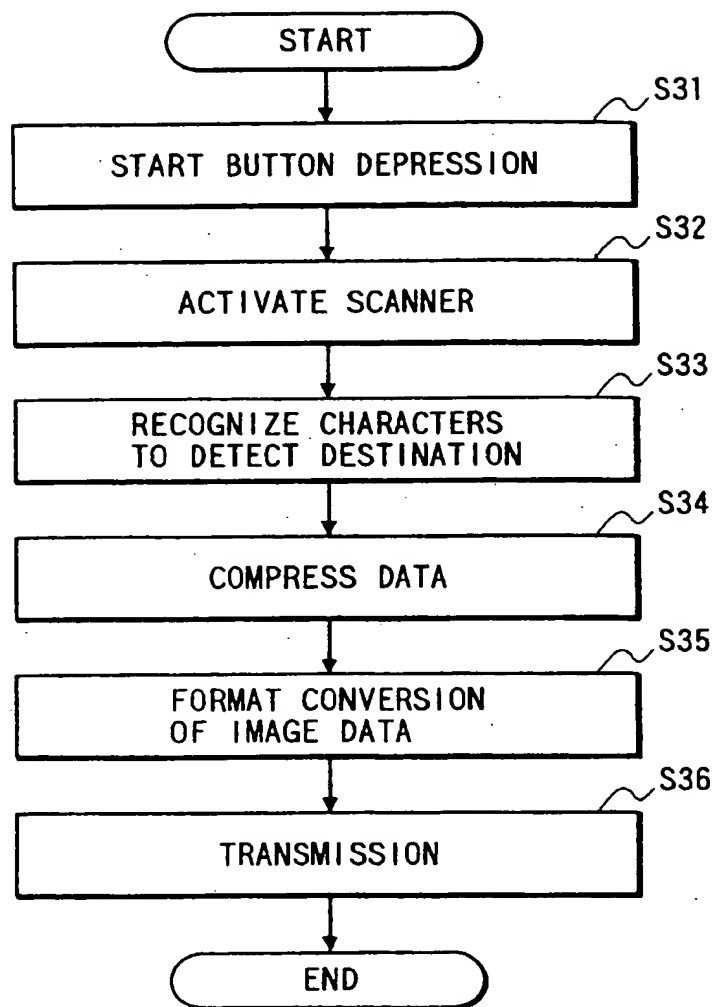 START
S31
START BUTTON DEPRESSION
S32
ACTIVATE SCANNER
S33
RECOGNIZE CHARACTERS
TO DETECT DESTINATION
S34
COMPRESS DATA
S35
FORMAT CONVERSION
OF IMAGE DATA
S36
TRANSMISSION
END